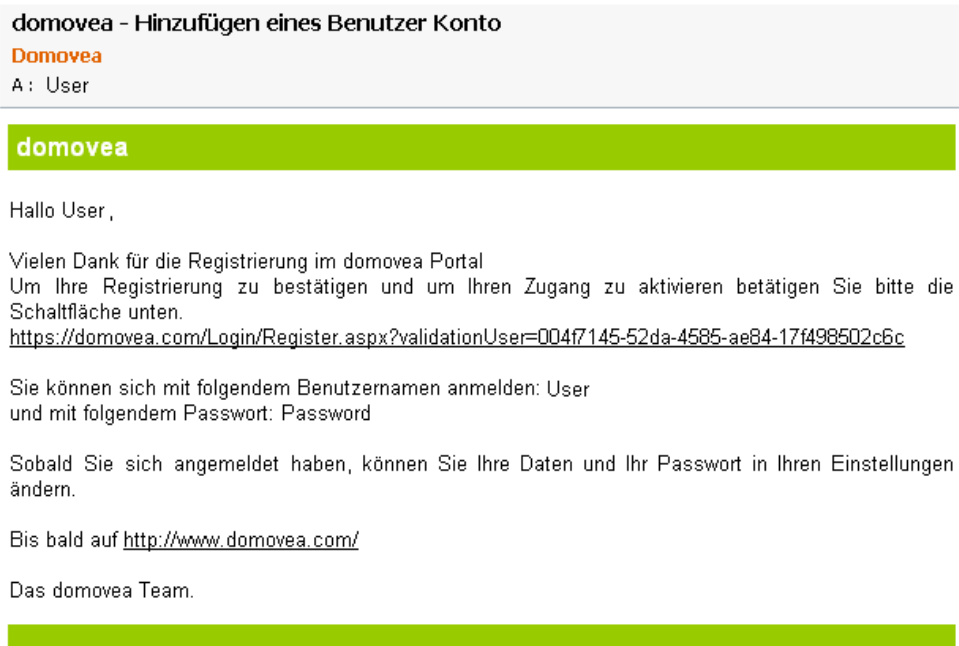 domovea - Hinzufügen eines Benutzer Konto
Domovea
A: User
domovea
Hallo User,
Vielen Dank für die Registrierung im domovea Portal
Um Ihre Registrierung zu bestätigen und um Ihren Zugang zu aktivieren betätigen Sie bitte die
Schaltfläche unten.
https://domovea.com/Login/Register.aspx?validationUser=004f7145-52da-4585-ae84-17f498502c6c
Sie können sich mit folgendem Benutzernamen anmelden: User
und mit folgendem Passwort: Password
Sobald Sie sich angemeldet haben, können Sie Ihre Daten und Ihr Passwort in Ihren Einstellungen
ändern.
Bis bald auf http://www.domovea.com/
Das domovea Team.